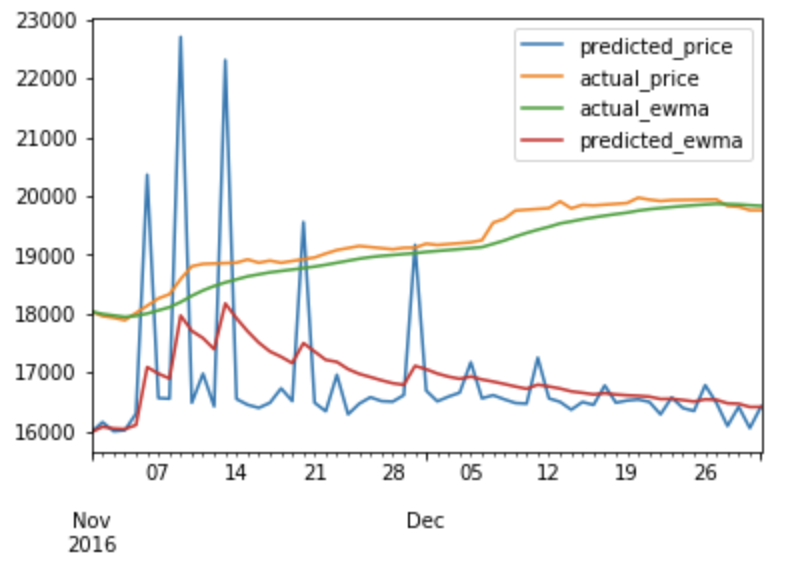 23000
22000
21000
20000
19000
18000
17000
16000
predicted_price
actual_price
actual_ewma
predicted_ewma
07 14 21 28 05 12 19 26
Nov Dec
2016